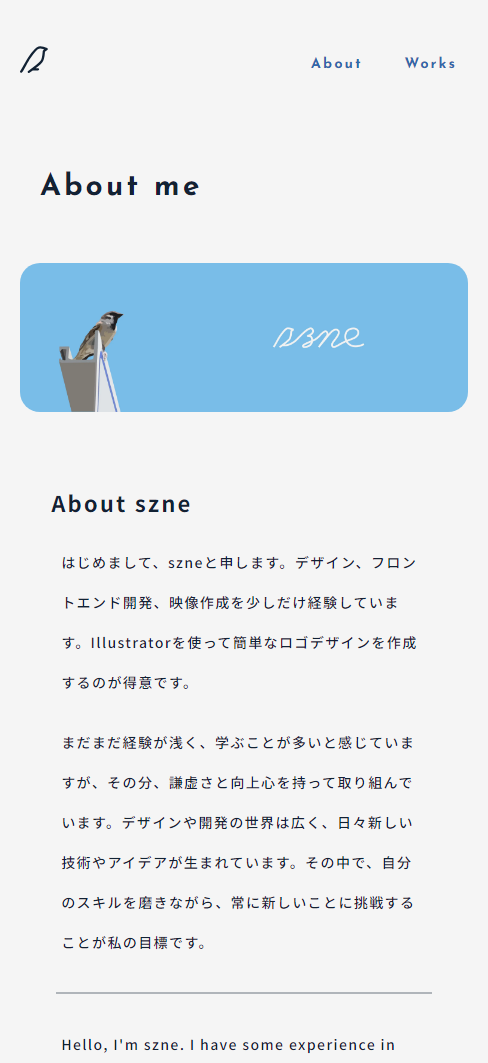 About
Works
About me
szne
About szne
はじめまして、szneと申します。デザイン、フロン
トエンド開発、映像作成を少しだけ経験していま
す。Illustratorを使って簡単なロゴデザインを作成
するのが得意です。
まだまだ経験が浅く、学ぶことが多いと感じていま
すが、その分、謙虚さと向上心を持って取り組んで
います。デザインや開発の世界は広く、日々新しい
技術やアイデアが生まれています。その中で、自分
のスキルを磨きながら、常に新しいことに挑戦する
ことが私の目標です。
Hello, I'm szne. I have some experience in